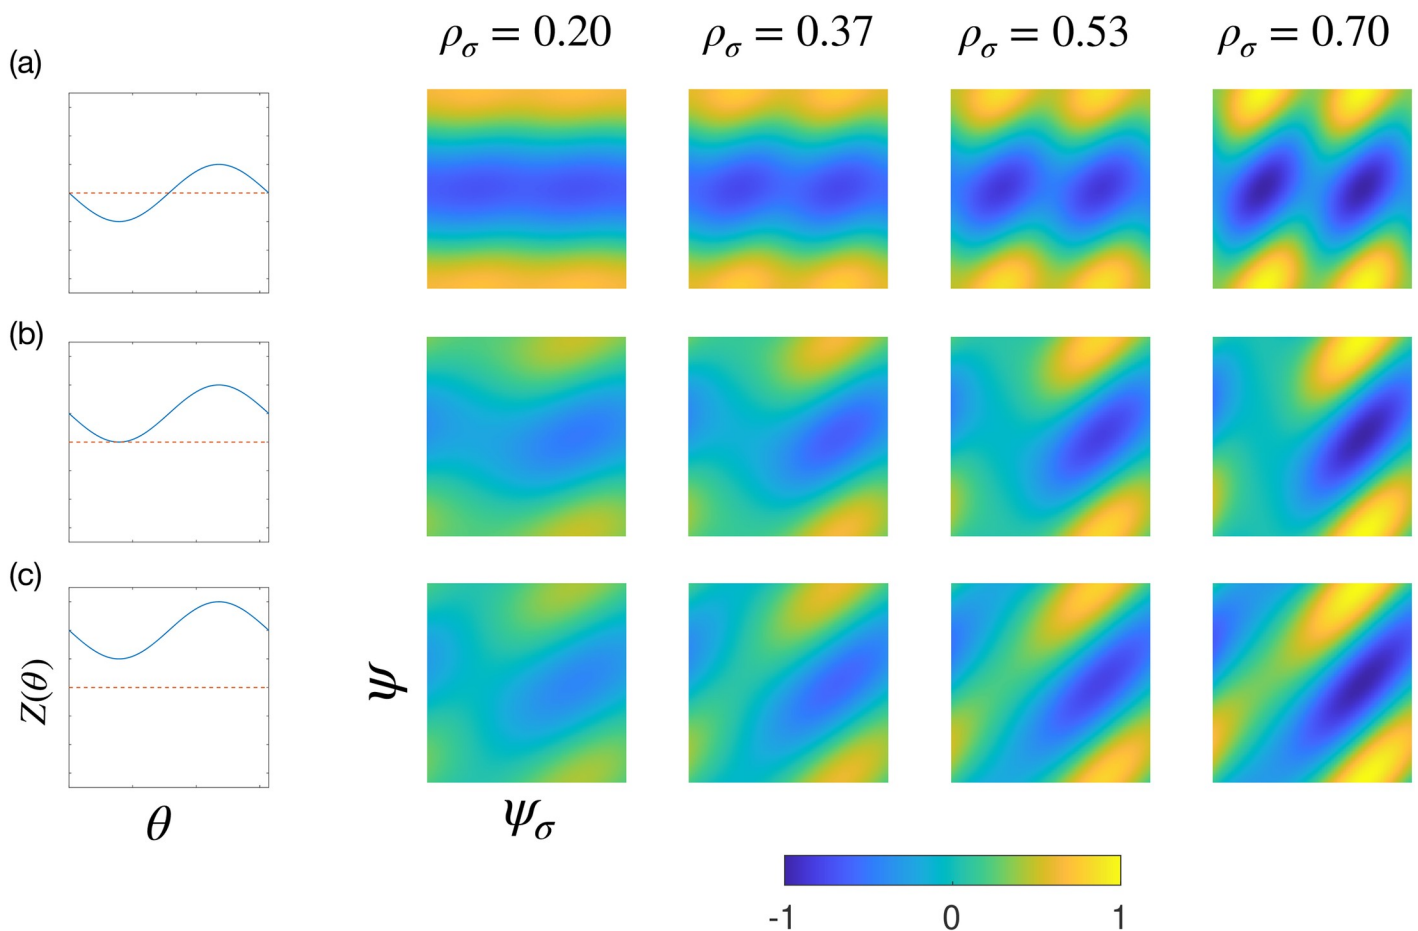 ρσ = 0.20 ρσ = 0.37 ρσ = 0.53 ρσ = 0.70
(a)
(b)
(c)
Z(θ)
θ
ψ
ψσ
-1 0 1